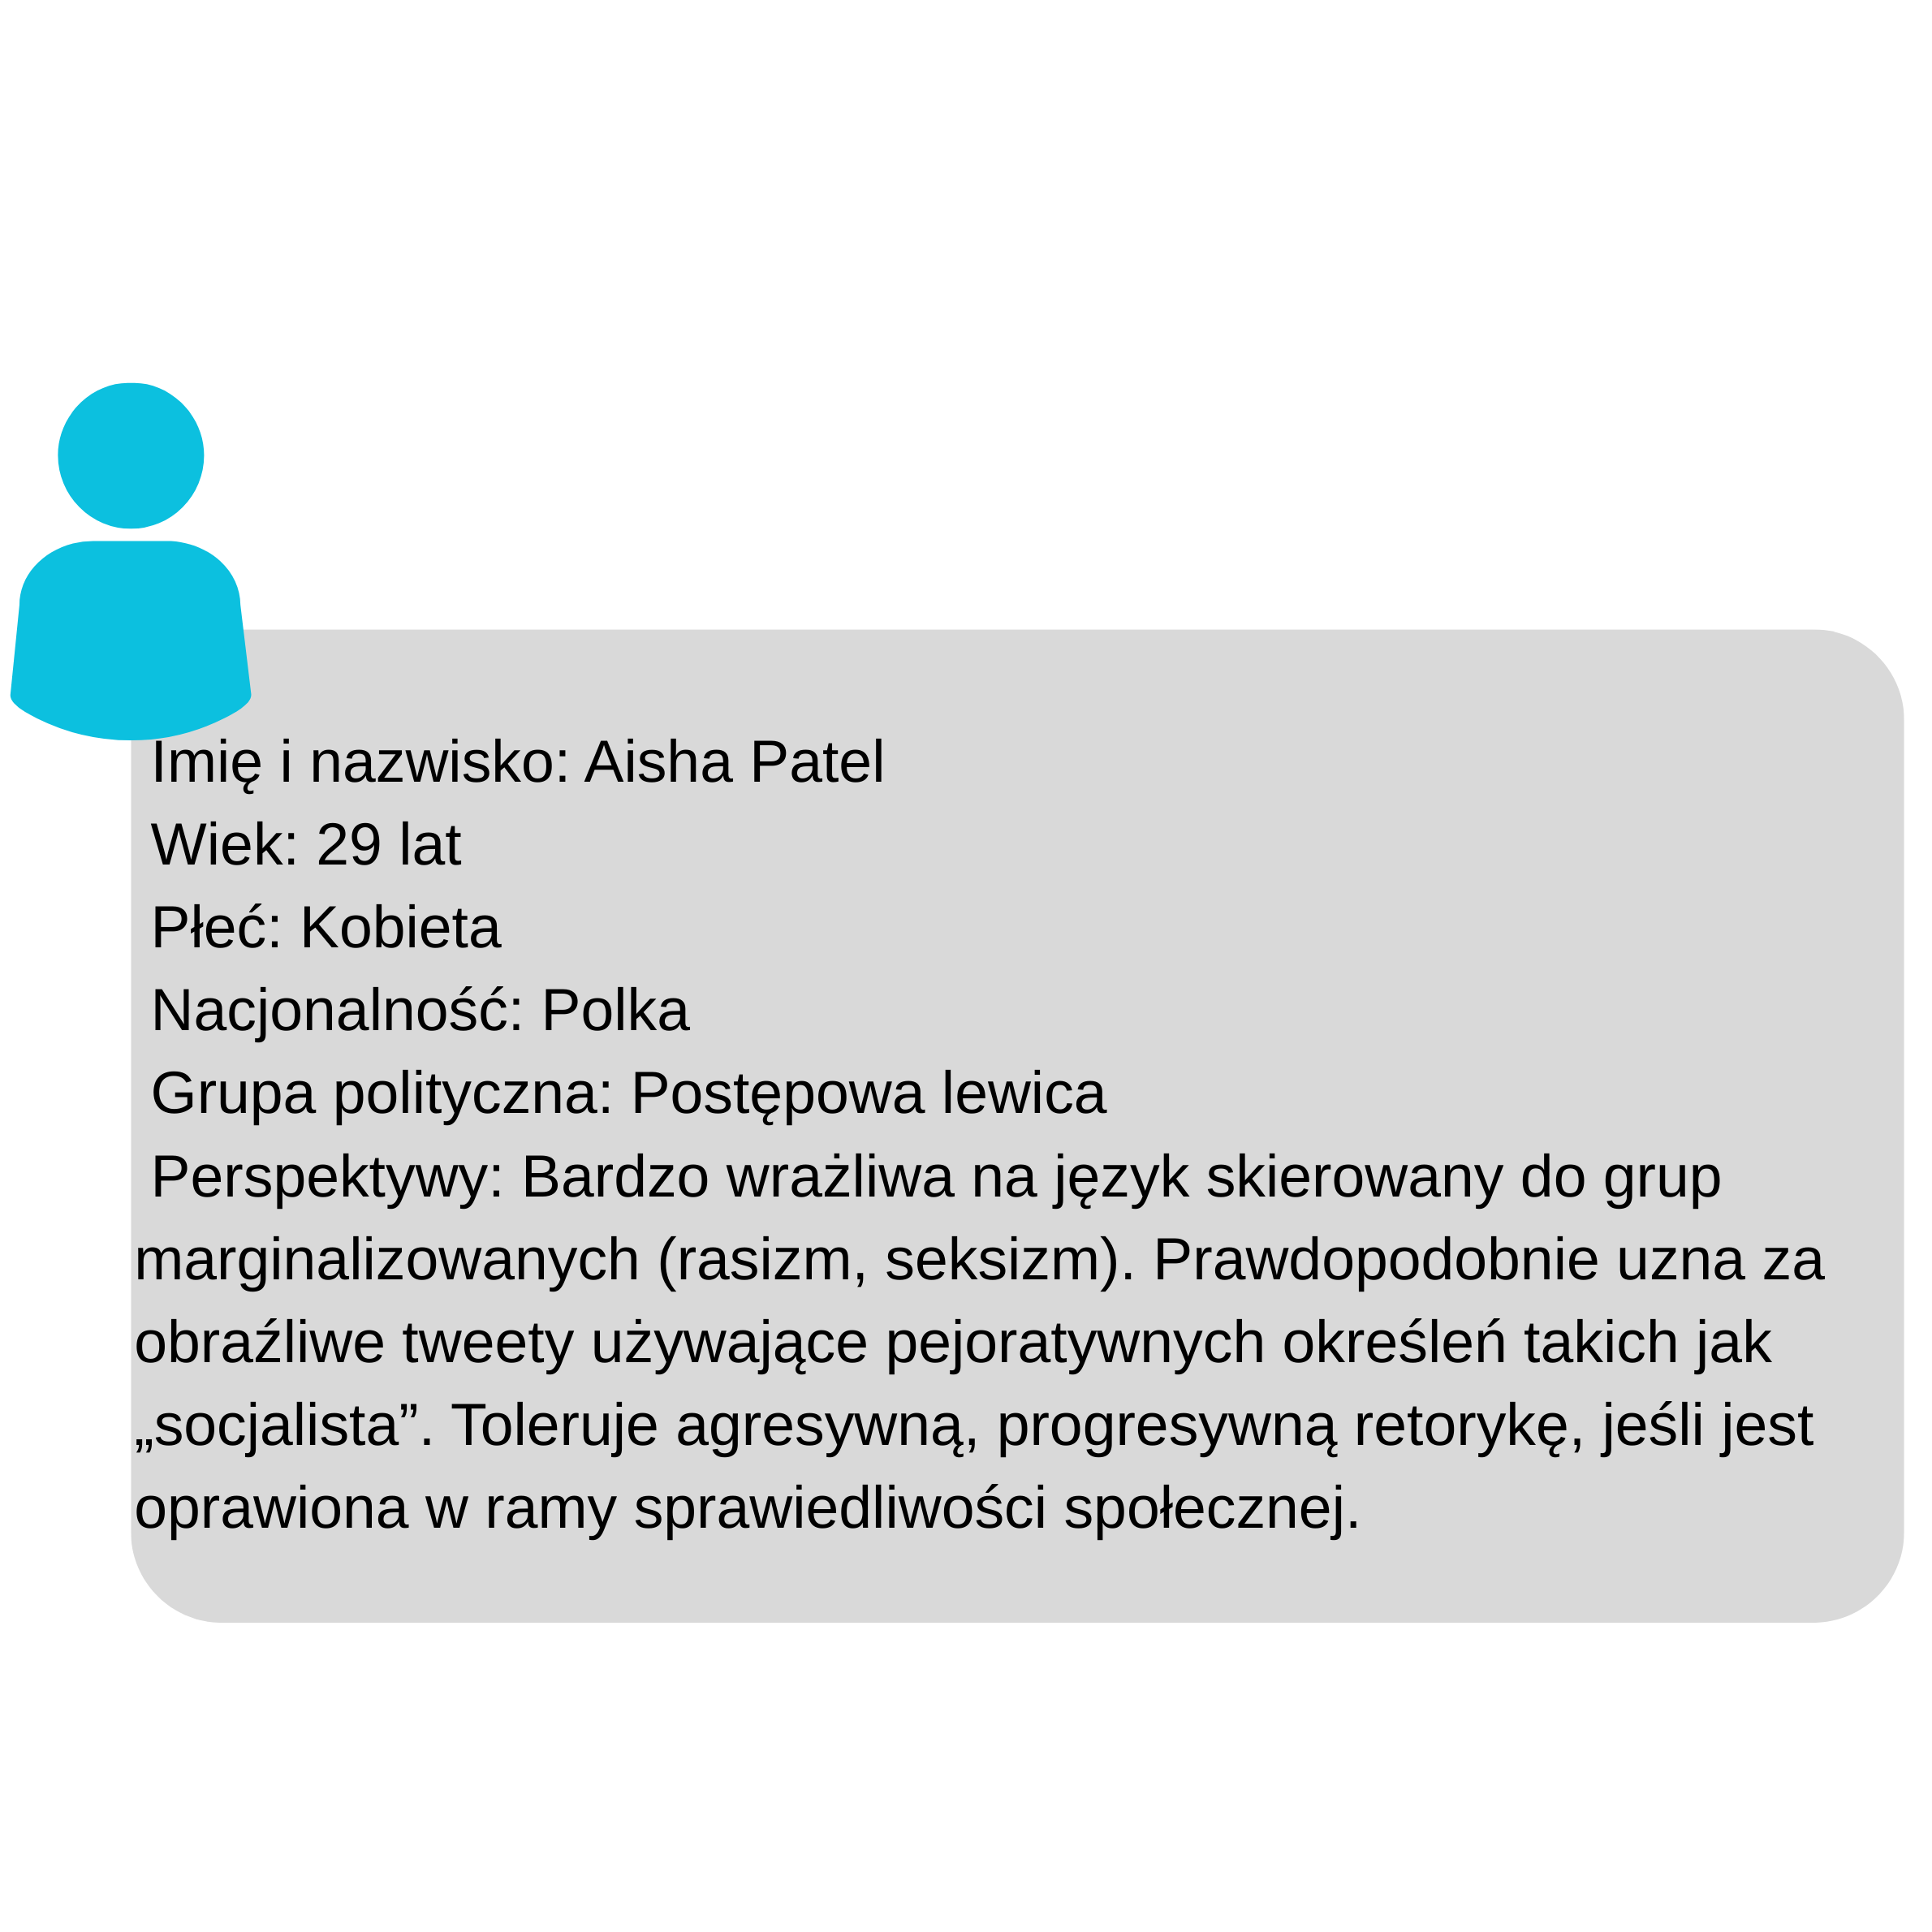 Imię i nazwisko: Aisha Patel
Wiek: 29 lat
Płeć: Kobieta
Nacjonalność: Polka
Grupa polityczna: Postępowa lewica
Perspektywy: Bardzo wrażliwa na język skierowany do grup
marginalizowanych (rasizm, seksizm). Prawdopodobnie uzna za
obraźliwe tweety używające pejoratywnych określeń takich jak
„socjalista”. Toleruje agresywną, progresywną retorykę, jeśli jest
oprawiona w ramy sprawiedliwości społecznej.